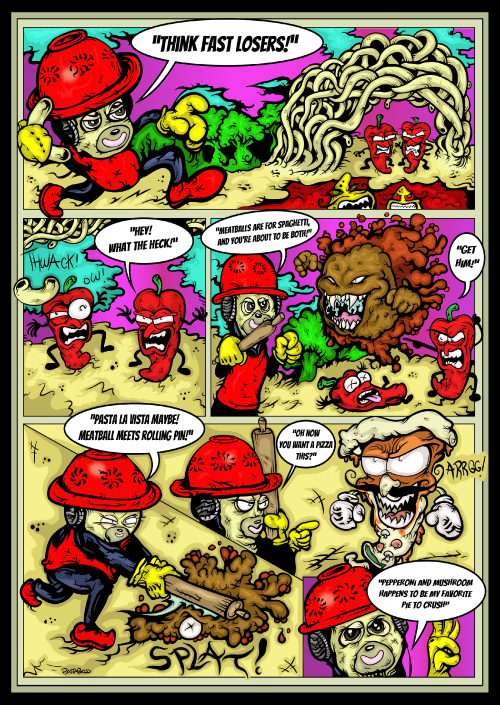 "THINK FAST LOSERS!"
"HEY!
WHAT THE HECK!"
THWACK!
OW!
"MEATBALLS ARE FOR SPAGHETTI,
AND YOU'RE ABOUT TO BE BOTH!"
"GET
HIM!"
"PASTA LA VISTA MAYBE!
MEATBALL MEETS ROLLING PIN!"
SPLAT!
"OH NOW
YOU WANT A PIZZA
THIS?"
ARRGG!
"PEPPERONI AND MUSHROOM
HAPPENS TO BE MY FAVORITE
PIE TO CRUSH"